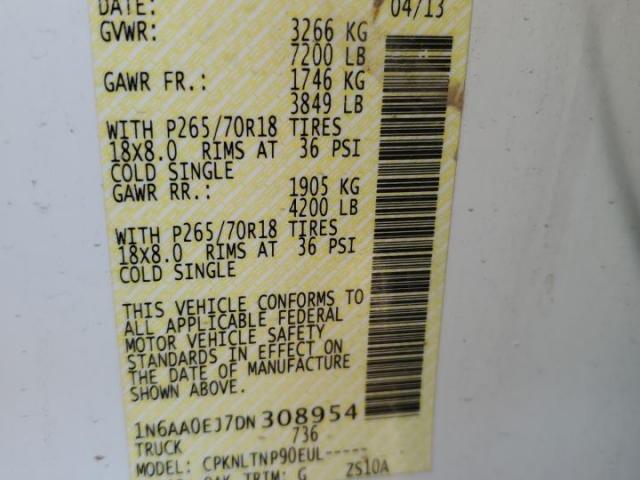 DATE: 04/13
GVWR: 3266 KG
7200 LB
GAWR FR.: 1746 KG
3849 LB
WITH P265/70R18 TIRES
18X8.0 RIMS AT 36 PSI
COLD SINGLE
GAWR RR.: 1905 KG
4200 LB
WITH P265/70R18 TIRES
18X8.0 RIMS AT 36 PSI
COLD SINGLE
THIS VEHICLE CONFORMS TO
ALL APPLICABLE FEDERAL
MOTOR VEHICLE SAFETY
STANDARDS IN EFFECT ON
THE DATE OF MANUFACTURE
SHOWN ABOVE.
1N6AA0EJ7DN308954
TRUCK 736
MODEL: CPKNLTNP90EUL-----
TRIM: G ZS10A